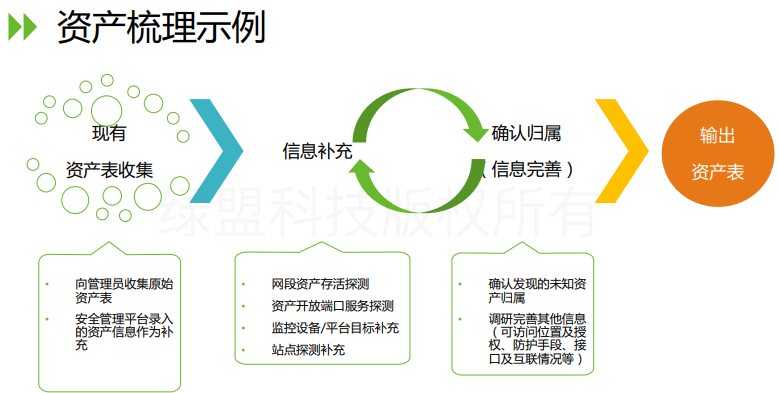 资产梳理示例
现有
资产表收集
信息补充
确认归属
（信息完善）
输出
资产表
绿盟科技版权所有
• 向管理员收集原始
资产表
• 安全管理平台录入
的资产信息作为补
充
• 网段资产存活探测
• 资产开放端口服务探测
• 监控设备/平台目标补充
• 站点探测补充
• 确认发现的未知资
产归属
• 调研完善其他信息
（可访问位置及授
权、防护手段、接
口及互联情况等）